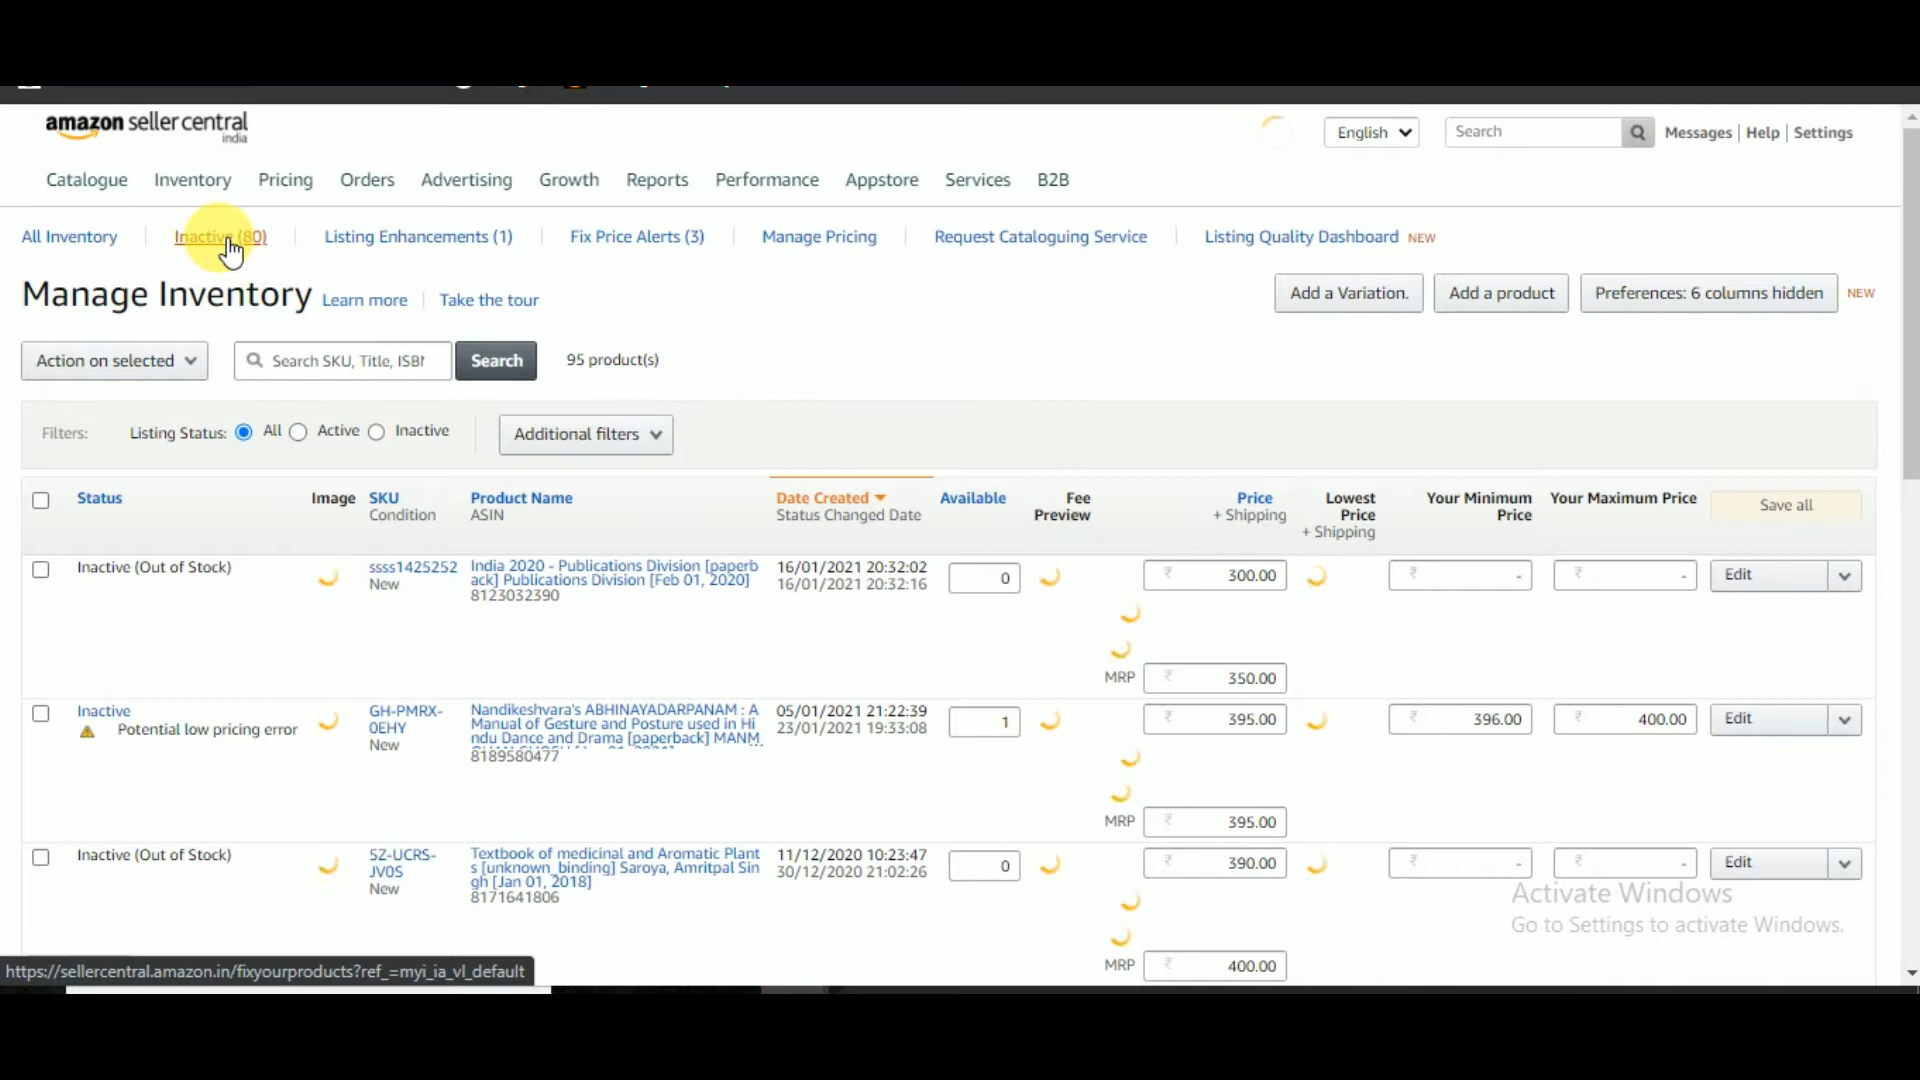 amazon seller central
india
English
Search
Messages | Help | Settings
Catalogue Inventory Pricing Orders Advertising Growth Reports Performance Appstore Services B2B
All Inventory | Inactive (80) | Listing Enhancements (1) | Fix Price Alerts (3) | Manage Pricing | Request Cataloguing Service | Listing Quality Dashboard NEW
Manage Inventory Learn more | Take the tour
Add a Variation. Add a product Preferences: 6 columns hidden NEW
Action on selected Search SKU, Title, ISBN Search 95 product(s)
Filters: Listing Status: All Active Inactive Additional filters
Status Image SKU Product Name Date Created Available Fee Price Lowest Your Minimum Your Maximum Price Save all
Condition ASIN Status Changed Date Preview + Shipping Price Price
+ Shipping
Inactive (Out of Stock) ssss1425252 India 2020 - Publications Division [paperb 16/01/2021 20:32:02 0 ₹ 300.00 ₹ - ₹ - Edit
New ack] Publications Division [Feb 01, 2020] 16/01/2021 20:32:16
8123032390
MRP ₹ 350.00
Inactive GH-PMRX- Nandikeshvara's ABHINAYADARPANAM : A 05/01/2021 21:22:39 1 ₹ 395.00 ₹ 396.00 ₹ 400.00 Edit
Potential low pricing error 0EHY Manual of Gesture and Posture used in Hi 23/01/2021 19:33:08
New ndu Dance and Drama [paperback] MANM
8189580477
MRP ₹ 395.00
Inactive (Out of Stock) 5Z-UCRS- Textbook of medicinal and Aromatic Plant 11/12/2020 10:23:47 0 ₹ 390.00 ₹ - ₹ - Edit
JV0S s [unknown_binding] Saroya, Amritpal Sin 30/12/2020 21:02:26
New gh [Jan 01, 2018]
8171641806
Activate Windows
Go to Settings to activate Windows.
MRP ₹ 400.00
https://sellercentral.amazon.in/fixyourproducts?ref_=myi_ia_vl_default